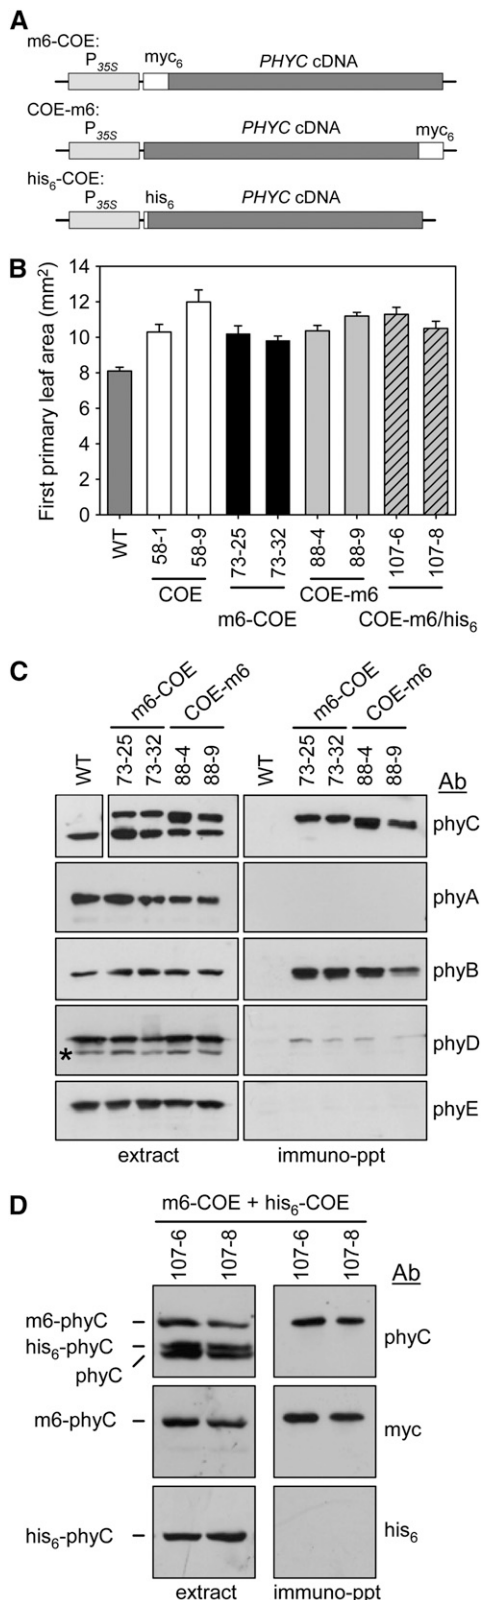 A
m6-COE:
P35S myc6 PHYC cDNA
COE-m6:
P35S PHYC cDNA myc6
his6-COE:
P35S his6 PHYC cDNA
B
First primary leaf area (mm2)
14
12
10
8
6
4
2
0
WT 58-1 58-9 73-25 73-32 88-4 88-9 107-6 107-8
COE COE-m6
m6-COE COE-m6/his6
C
m6-COE COE-m6 m6-COE COE-m6
WT 73-25 73-32 88-4 88-9 WT 73-25 73-32 88-4 88-9 Ab
phyC
phyA
phyB
phyD
*
phyE
extract immuno-ppt
D
m6-COE + his6-COE
107-6 107-8 107-6 107-8 Ab
m6-phyC
his6-phyC
phyC
phyC
m6-phyC
myc
his6-phyC
his6
extract immuno-ppt